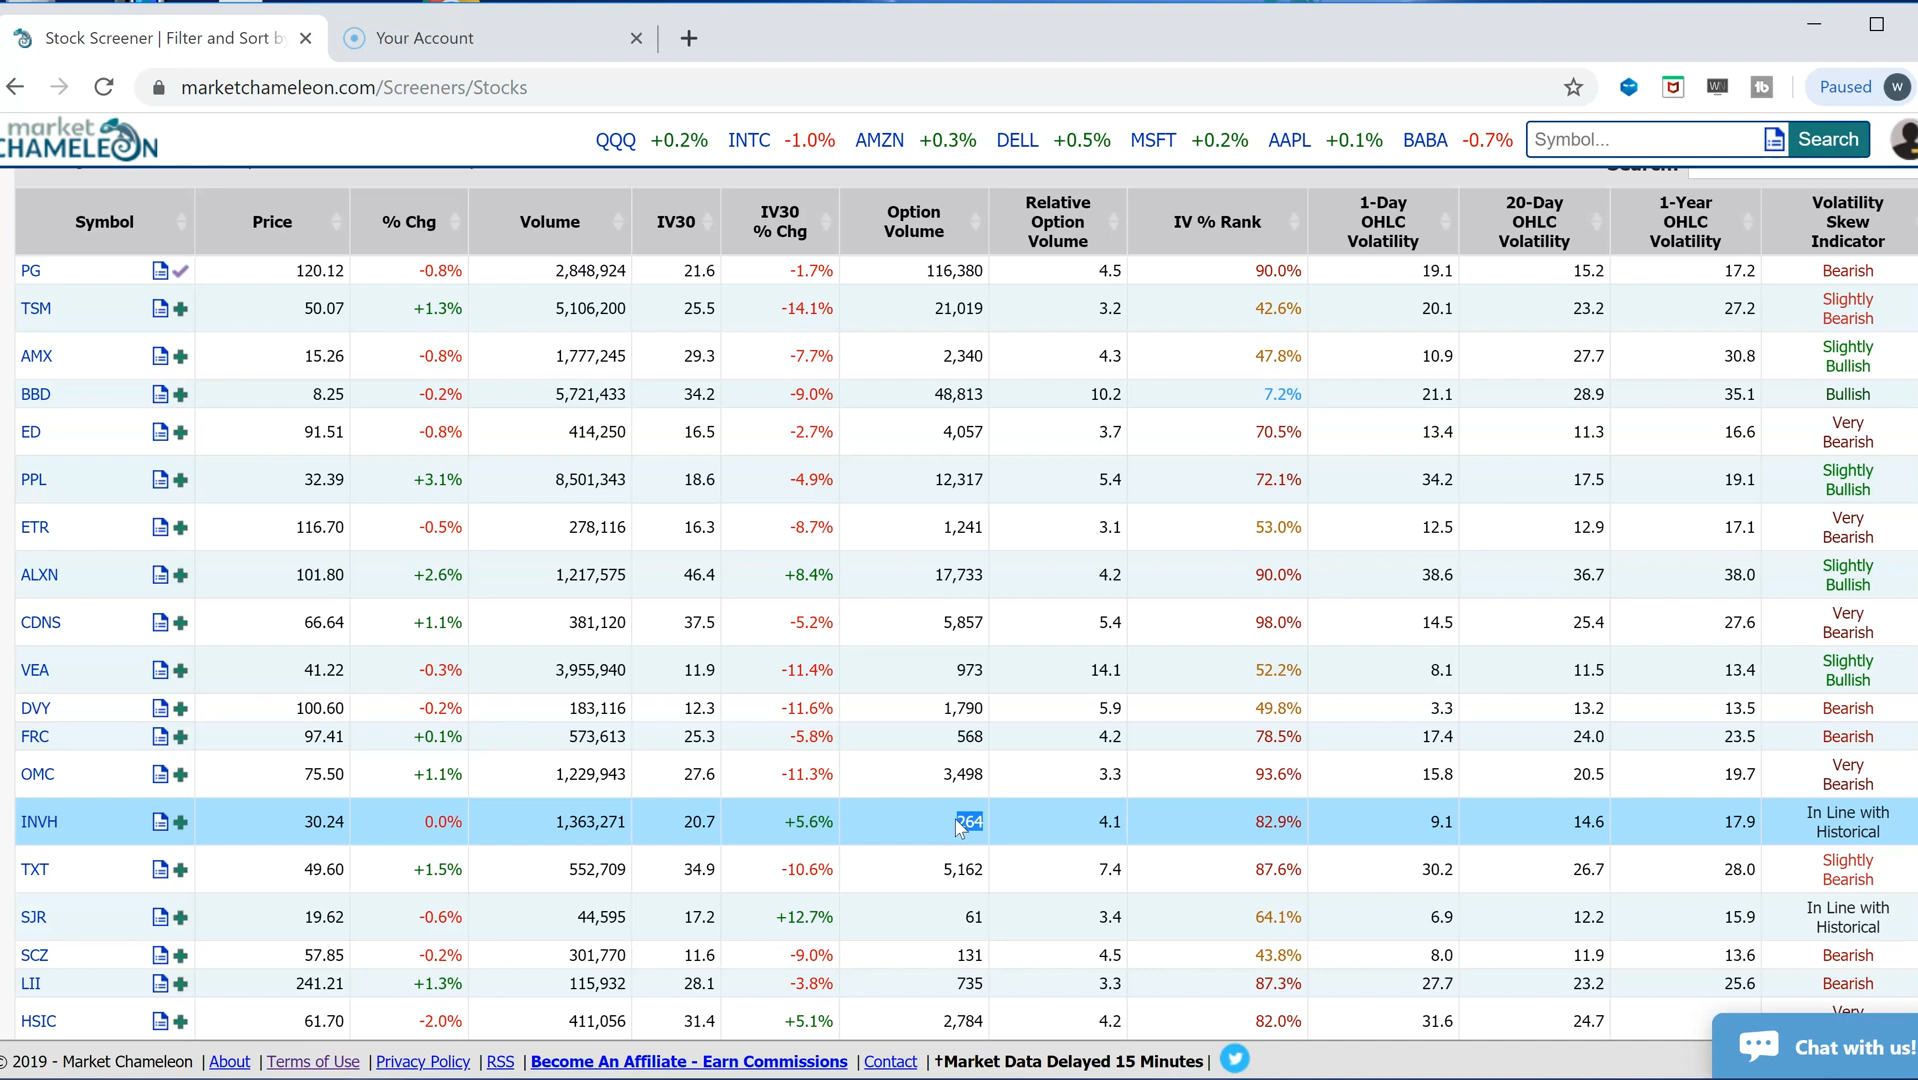 Stock Screener | Filter and Sort by
Your Account
marketchameleon.com/Screeners/Stocks
Paused W
market
CHAMELEON
QQQ +0.2% INTC -1.0% AMZN +0.3% DELL +0.5% MSFT +0.2% AAPL +0.1% BABA -0.7% Symbol... Search
Symbol Price % Chg Volume IV30 IV30 % Chg Option Volume Relative Option Volume IV % Rank 1-Day OHLC Volatility 20-Day OHLC Volatility 1-Year OHLC Volatility Volatility Skew Indicator
PG 120.12 -0.8% 2,848,924 21.6 -1.7% 116,380 4.5 90.0% 19.1 15.2 17.2 Bearish
TSM 50.07 +1.3% 5,106,200 25.5 -14.1% 21,019 3.2 42.6% 20.1 23.2 27.2 Slightly Bearish
AMX 15.26 -0.8% 1,777,245 29.3 -7.7% 2,340 4.3 47.8% 10.9 27.7 30.8 Slightly Bullish
BBD 8.25 -0.2% 5,721,433 34.2 -9.0% 48,813 10.2 7.2% 21.1 28.9 35.1 Bullish
ED 91.51 -0.8% 414,250 16.5 -2.7% 4,057 3.7 70.5% 13.4 11.3 16.6 Very Bearish
PPL 32.39 +3.1% 8,501,343 18.6 -4.9% 12,317 5.4 72.1% 34.2 17.5 19.1 Slightly Bullish
ETR 116.70 -0.5% 278,116 16.3 -8.7% 1,241 3.1 53.0% 12.5 12.9 17.1 Very Bearish
ALXN 101.80 +2.6% 1,217,575 46.4 +8.4% 17,733 4.2 90.0% 38.6 36.7 38.0 Slightly Bullish
CDNS 66.64 +1.1% 381,120 37.5 -5.2% 5,857 5.4 98.0% 14.5 25.4 27.6 Very Bearish
VEA 41.22 -0.3% 3,955,940 11.9 -11.4% 973 14.1 52.2% 8.1 11.5 13.4 Slightly Bullish
DVY 100.60 -0.2% 183,116 12.3 -11.6% 1,790 5.9 49.8% 3.3 13.2 13.5 Bearish
FRC 97.41 +0.1% 573,613 25.3 -5.8% 568 4.2 78.5% 17.4 24.0 23.5 Bearish
OMC 75.50 +1.1% 1,229,943 27.6 -11.3% 3,498 3.3 93.6% 15.8 20.5 19.7 Very Bearish
INVH 30.24 0.0% 1,363,271 20.7 +5.6% 264 4.1 82.9% 9.1 14.6 17.9 In Line with Historical
TXT 49.60 +1.5% 552,709 34.9 -10.6% 5,162 7.4 87.6% 30.2 26.7 28.0 Slightly Bearish
SJR 19.62 -0.6% 44,595 17.2 +12.7% 61 3.4 64.1% 6.9 12.2 15.9 In Line with Historical
SCZ 57.85 -0.2% 301,770 11.6 -9.0% 131 4.5 43.8% 8.0 11.9 13.6 Bearish
LII 241.21 +1.3% 115,932 28.1 -3.8% 735 3.3 87.3% 27.7 23.2 25.6 Bearish
HSIC 61.70 -2.0% 411,056 31.4 +5.1% 2,784 4.2 82.0% 31.6 24.7 Very
Chat with us!
© 2019 - Market Chameleon | About | Terms of Use | Privacy Policy | RSS | Become An Affiliate - Earn Commissions | Contact | †Market Data Delayed 15 Minutes |